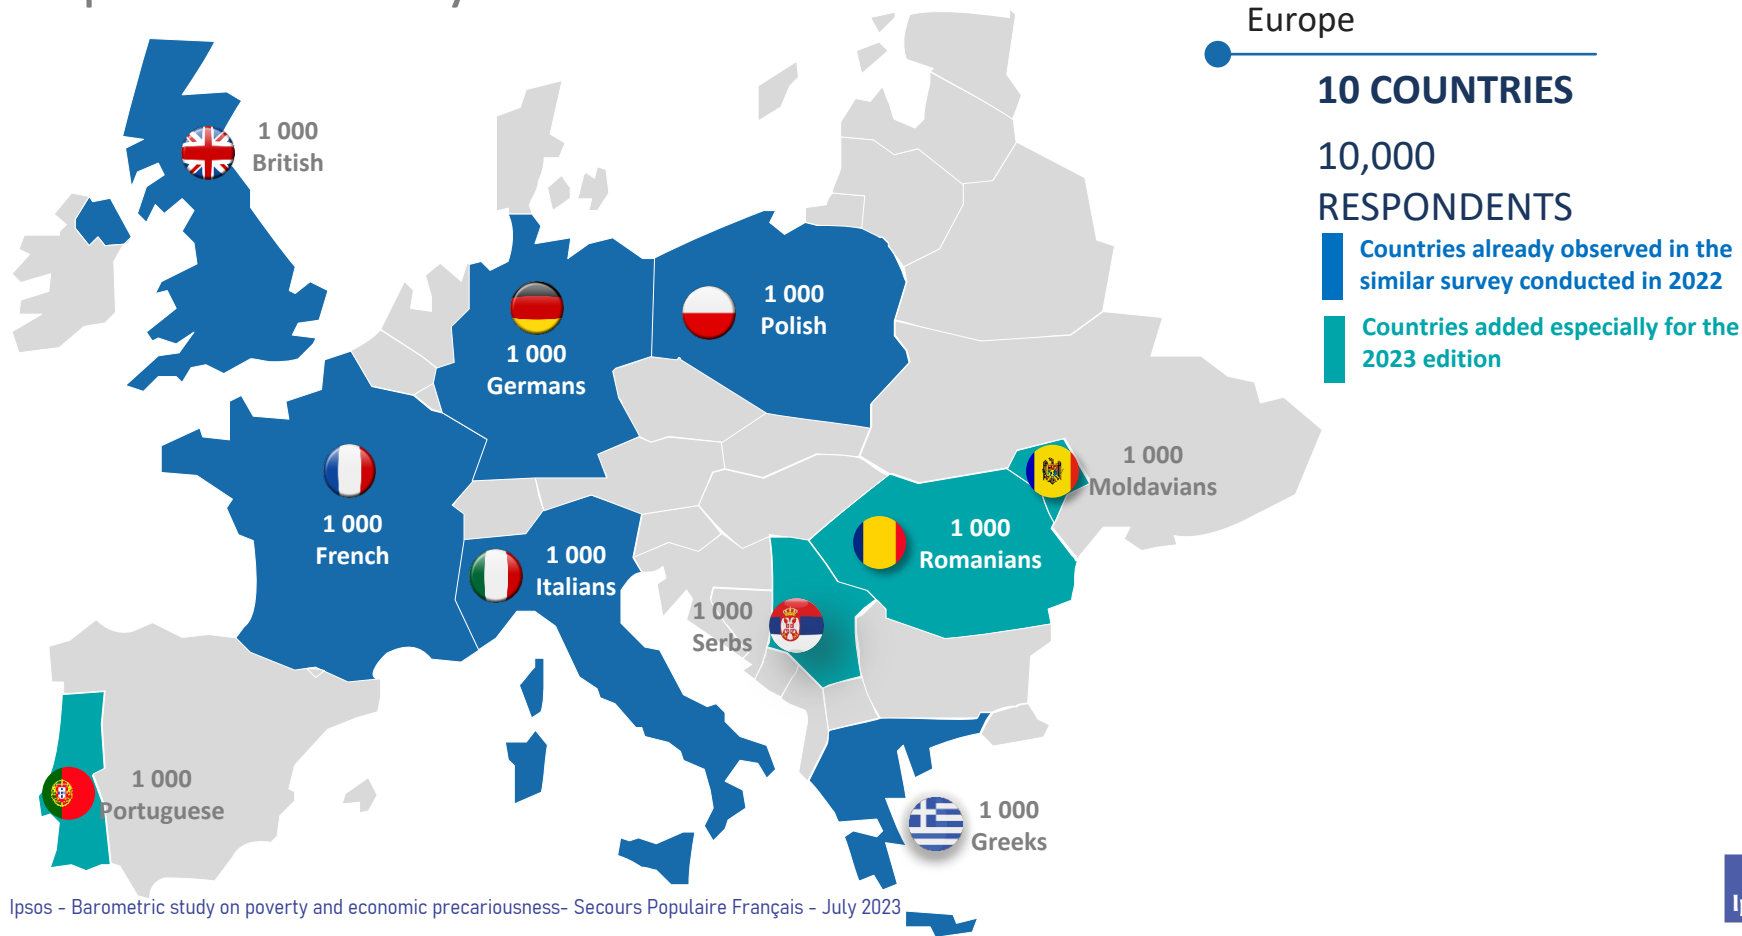 Europe
10 COUNTRIES
10,000
RESPONDENTS
Countries already observed in the
similar survey conducted in 2022
Countries added especially for the
2023 edition
1 000
British
1 000
Polish
1 000
Germans
1 000
French
1 000
Italians
1 000
Moldavians
1 000
Romanians
1 000
Serbs
1 000
Portuguese
1 000
Greeks
Ipsos - Barometric study on poverty and economic precariousness- Secours Populaire Français - July 2023